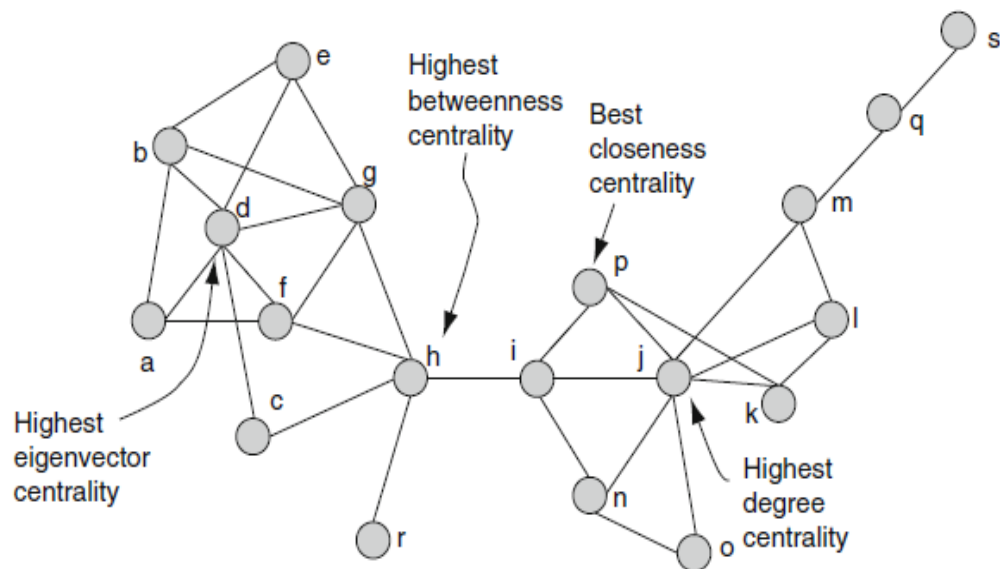 s
e
Highest
betweenness
centrality
q
Best
closeness
centrality
b
g
m
d
p
f
l
a
h
i
j
k
c
Highest
eigenvector
centrality
Highest
degree
centrality
n
r
o